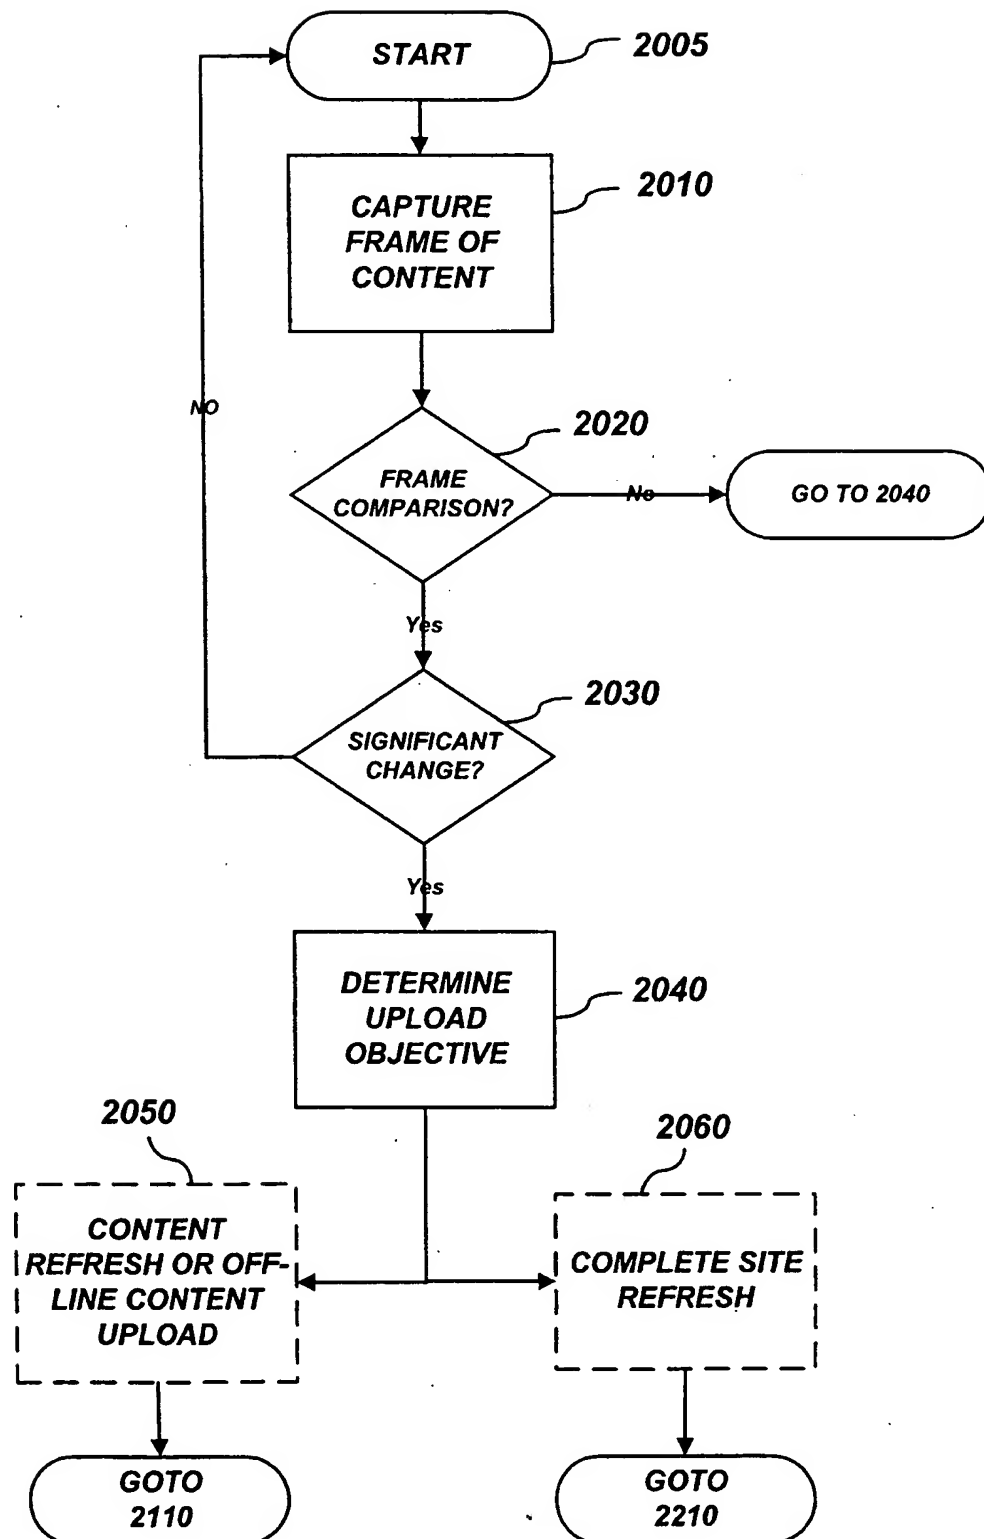 START
2005
CAPTURE
FRAME OF
CONTENT
2010
NO
2020
FRAME
COMPARISON?
No
GO TO 2040
Yes
2030
SIGNIFICANT
CHANGE?
Yes
DETERMINE
UPLOAD
OBJECTIVE
2040
2050
2060
CONTENT
REFRESH OR OFF-
LINE CONTENT
UPLOAD
COMPLETE SITE
REFRESH
GOTO
2110
GOTO
2210